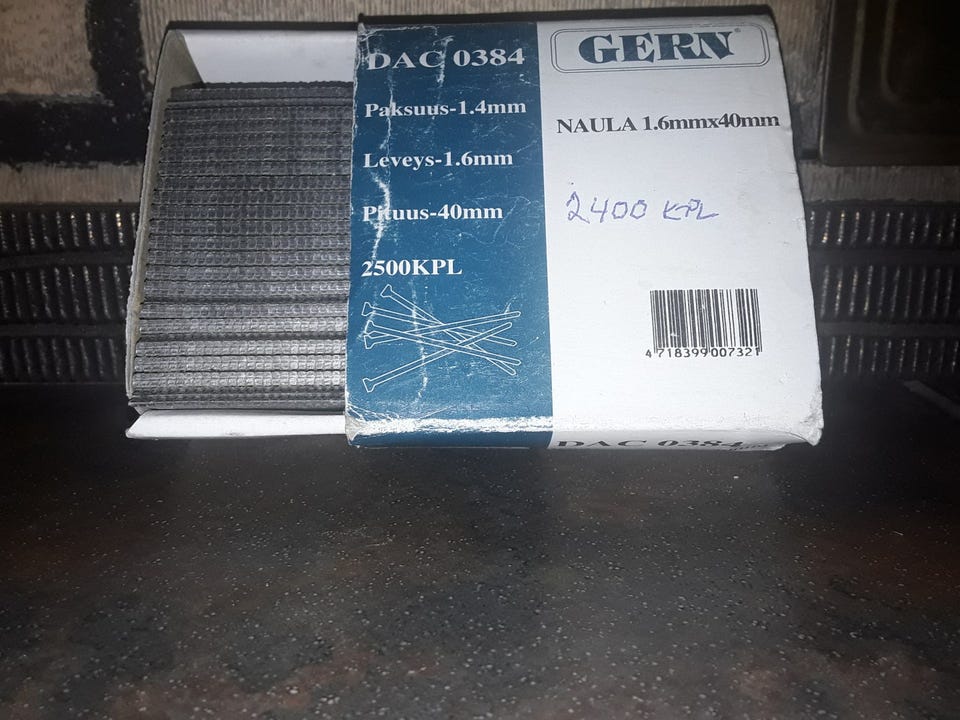 DAC 0384
Paksuus-1.4mm
Leveys-1.6mm
Pituus-40mm
2500KPL
GERN®
NAULA 1.6mmx40mm
2400 KPL
4 718399 007321
DAC 0384